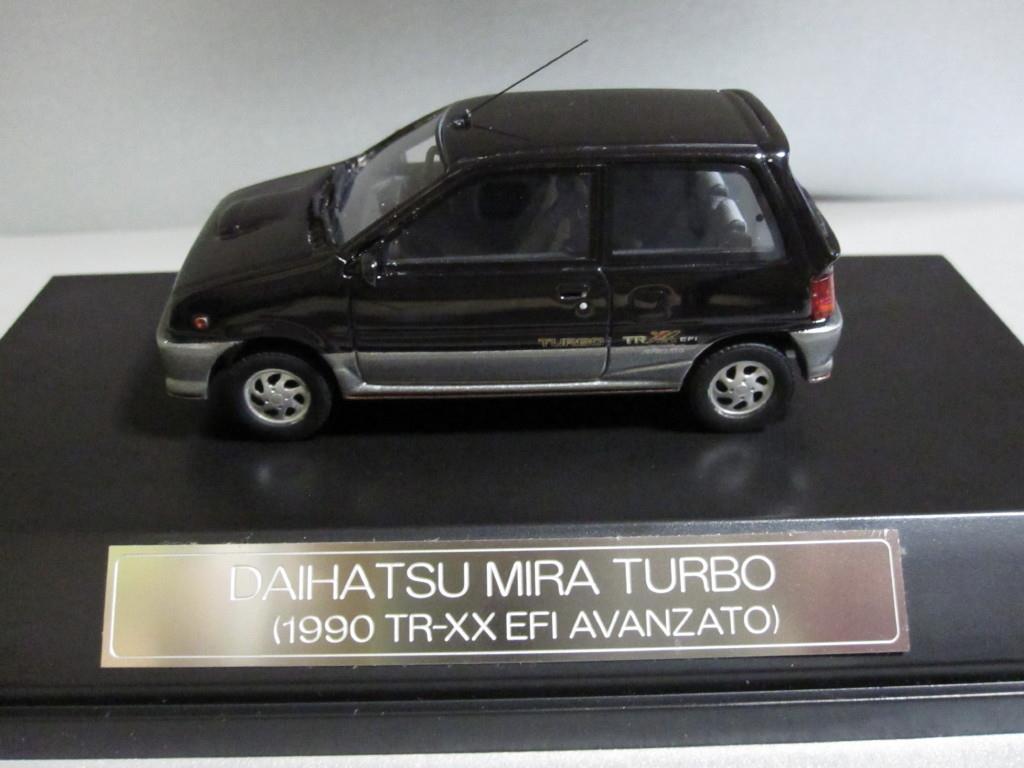 TURBO TR XX EFI
DAIHATSU MIRA TURBO
(1990 TR-XX EFI AVANZATO)